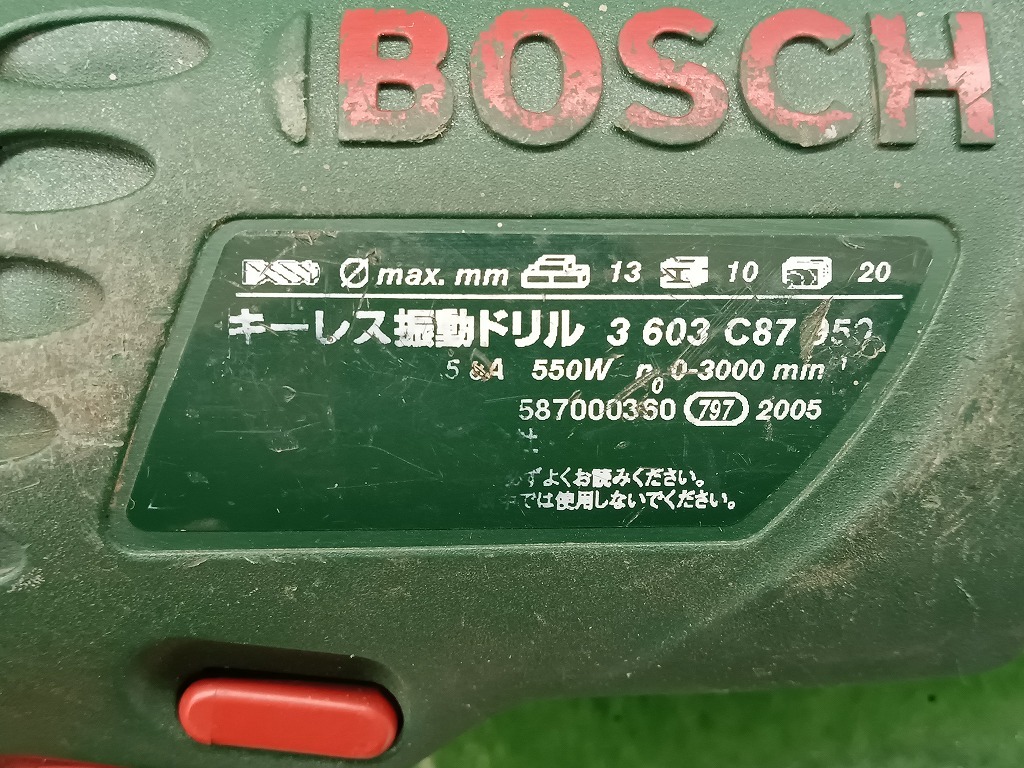 BOSCH
Ø max. mm 13 10 20
キーレス振動ドリル 3 603 C87
550W 0-3000 min
587000360 797 2005
ずよくお読みください。
では使用しないでください。